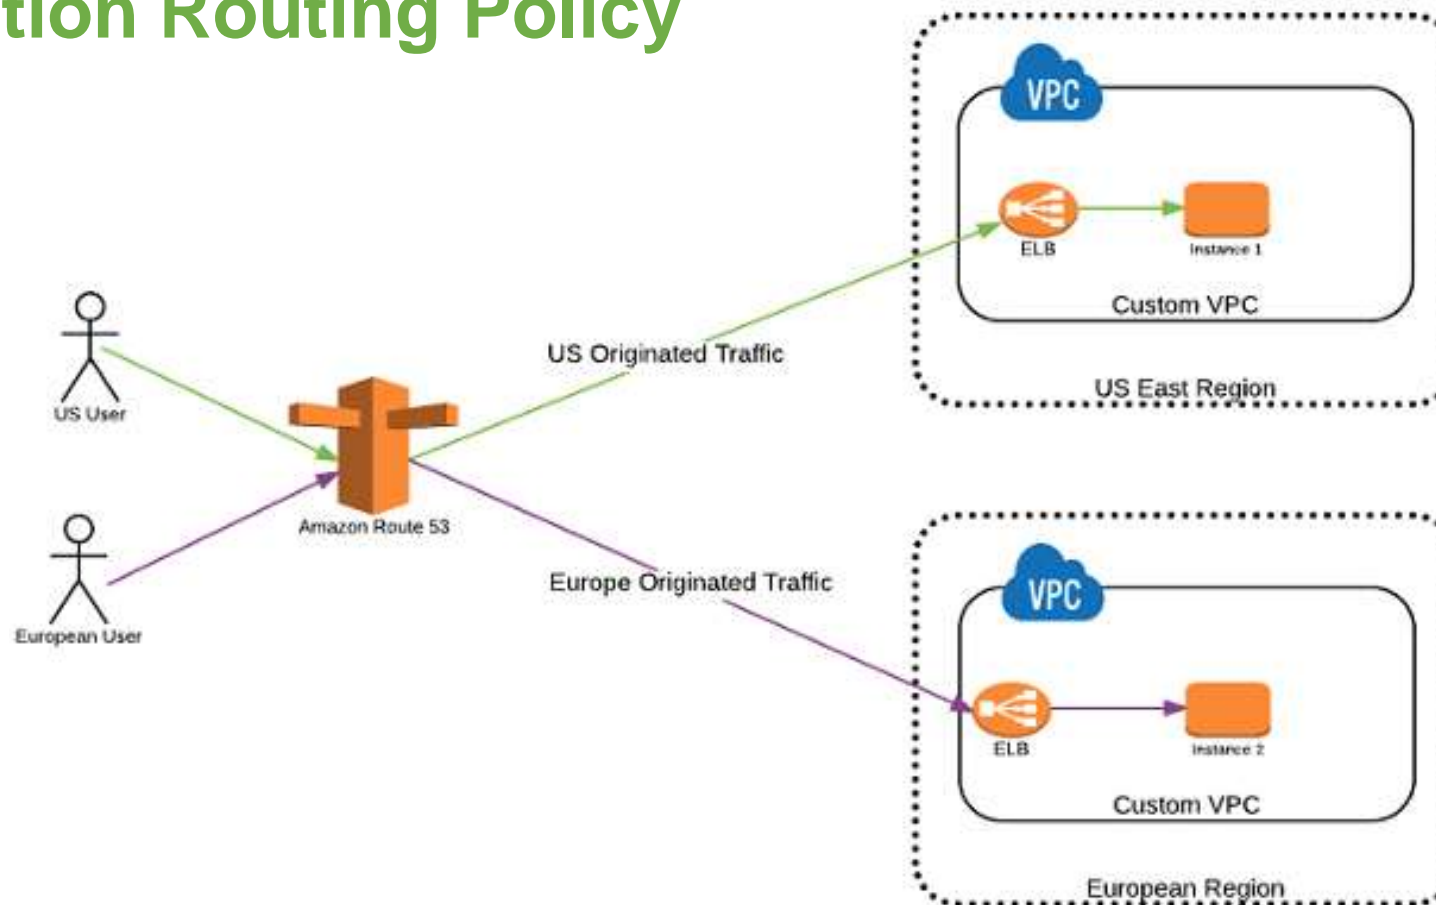 tion Routing Policy
VPC
ELB
Instance 1
Custom VPC
US East Region
US User
US Originated Traffic
Amazon Route 53
European User
Europe Originated Traffic
VPC
ELB
Instance 2
Custom VPC
European Region